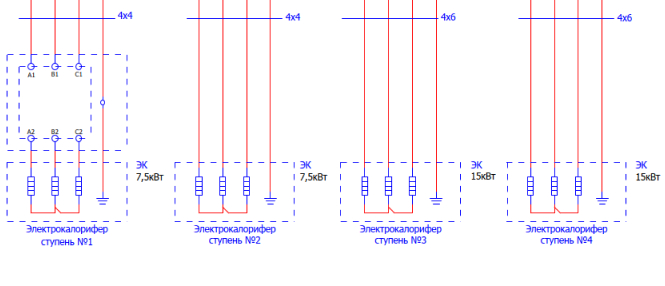 4x4
4x4
4x6
4x6
A1 B1 C1
A2 B2 C2
ЭК
7,5кВт
ЭК
7,5кВт
ЭК
15кВт
ЭК
15кВт
Электрокалорифер
ступень №1
Электрокалорифер
ступень №2
Электрокалорифер
ступень №3
Электрокалорифер
ступень №4